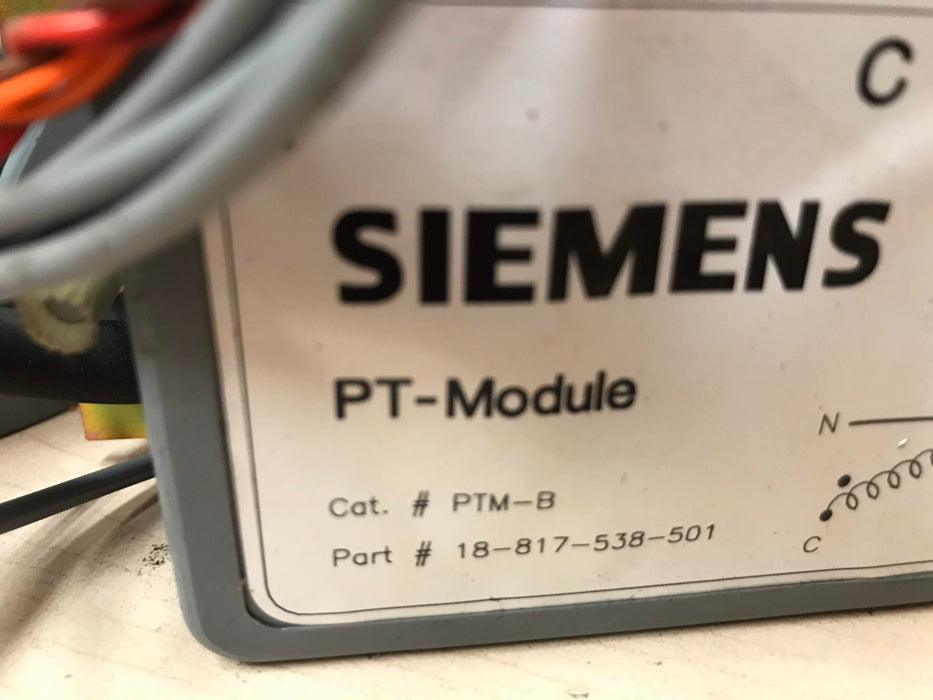 C
SIEMENS
PT-Module
N
Cat. # PTM-B
Part # 18-817-538-501
C